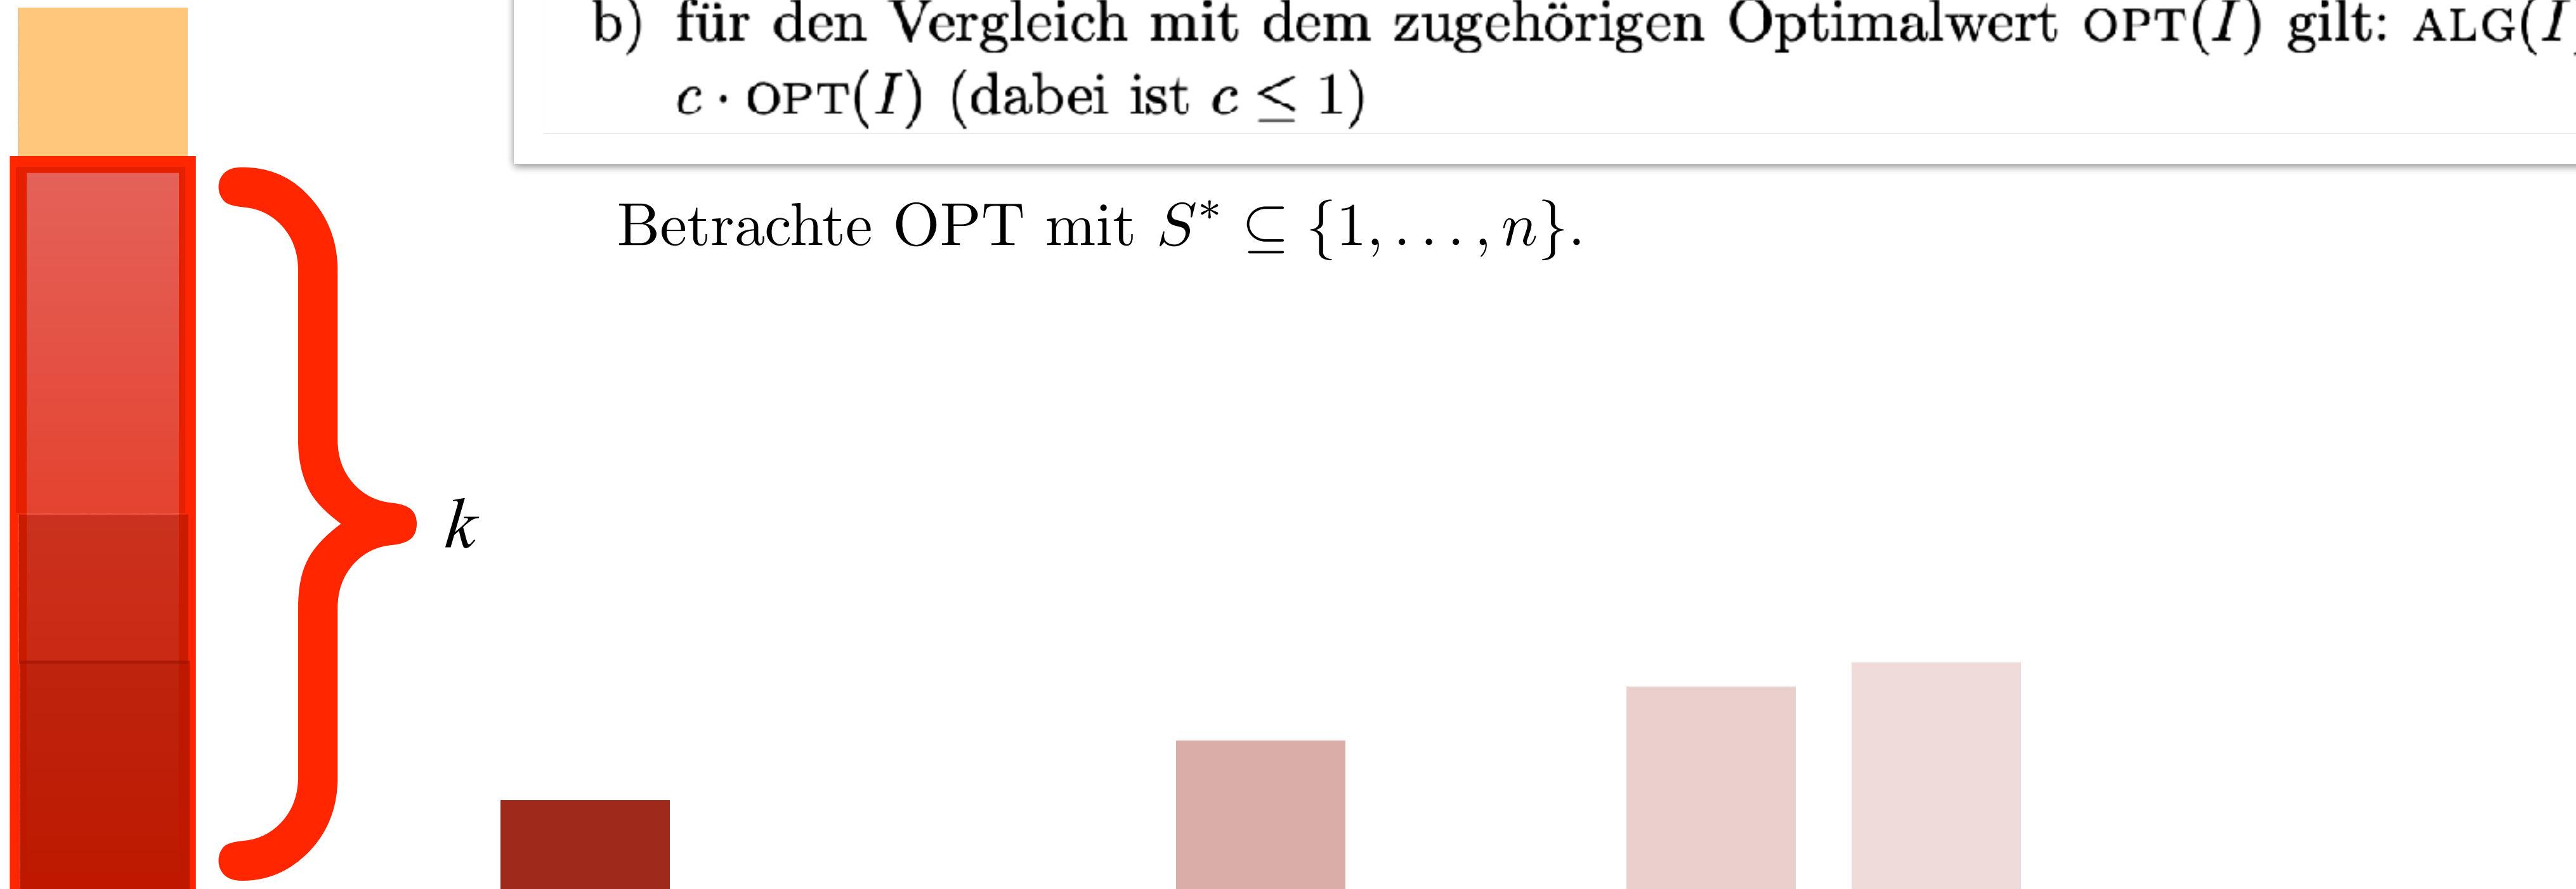 b) für den Vergleich mit dem zugehörigen Optimalwert OPT(I) gilt: ALG(I
c · OPT(I) (dabei ist c ≤ 1)
Betrachte OPT mit S* ⊆ {1, . . . , n}.
k